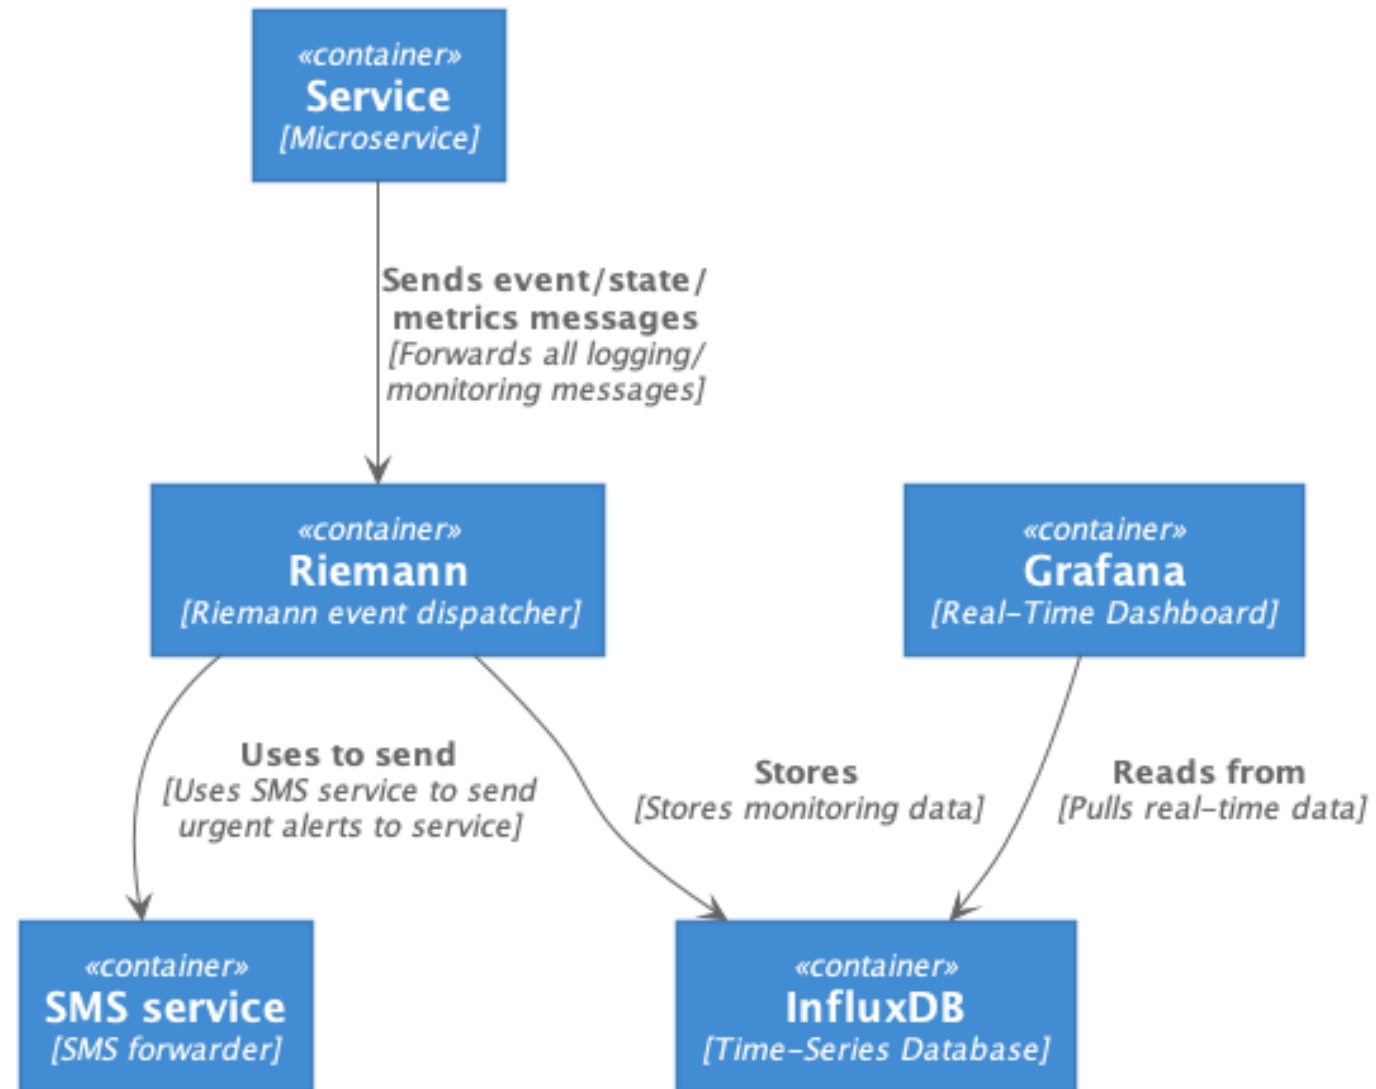 «container»
Service
[Microservice]
Sends event/state/
metrics messages
[Forwards all logging/
monitoring messages]
«container»
Riemann
[Riemann event dispatcher]
«container»
Grafana
[Real-Time Dashboard]
Uses to send
[Uses SMS service to send
urgent alerts to service]
Stores
[Stores monitoring data]
Reads from
[Pulls real-time data]
«container»
SMS service
[SMS forwarder]
«container»
InfluxDB
[Time-Series Database]